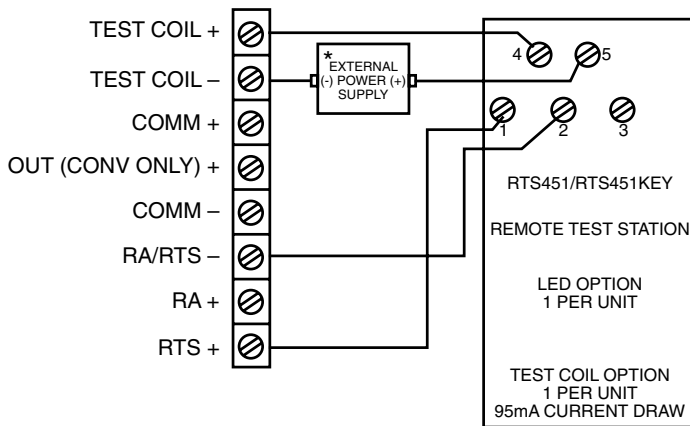 TEST COIL +
TEST COIL –
COMM +
OUT (CONV ONLY) +
COMM –
RA/RTS –
RA +
RTS +
*
EXTERNAL
(-) POWER (+)
SUPPLY
4
5
1
2
3
RTS451/RTS451KEY
REMOTE TEST STATION
LED OPTION
1 PER UNIT
TEST COIL OPTION
1 PER UNIT
95mA CURRENT DRAW